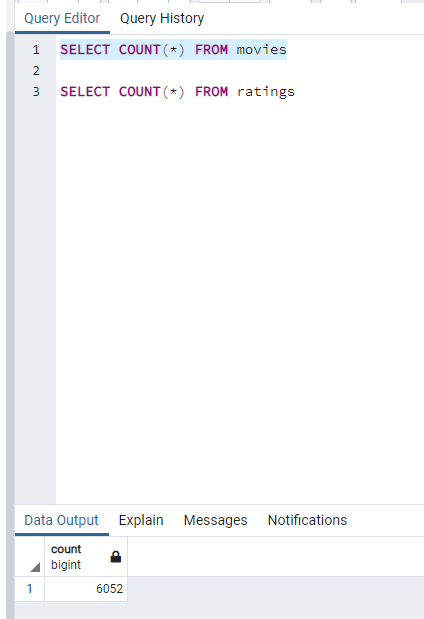 Query Editor Query History
1 SELECT COUNT(*) FROM movies
2
3 SELECT COUNT(*) FROM ratings
Data Output Explain Messages Notifications
count
bigint
1 6052